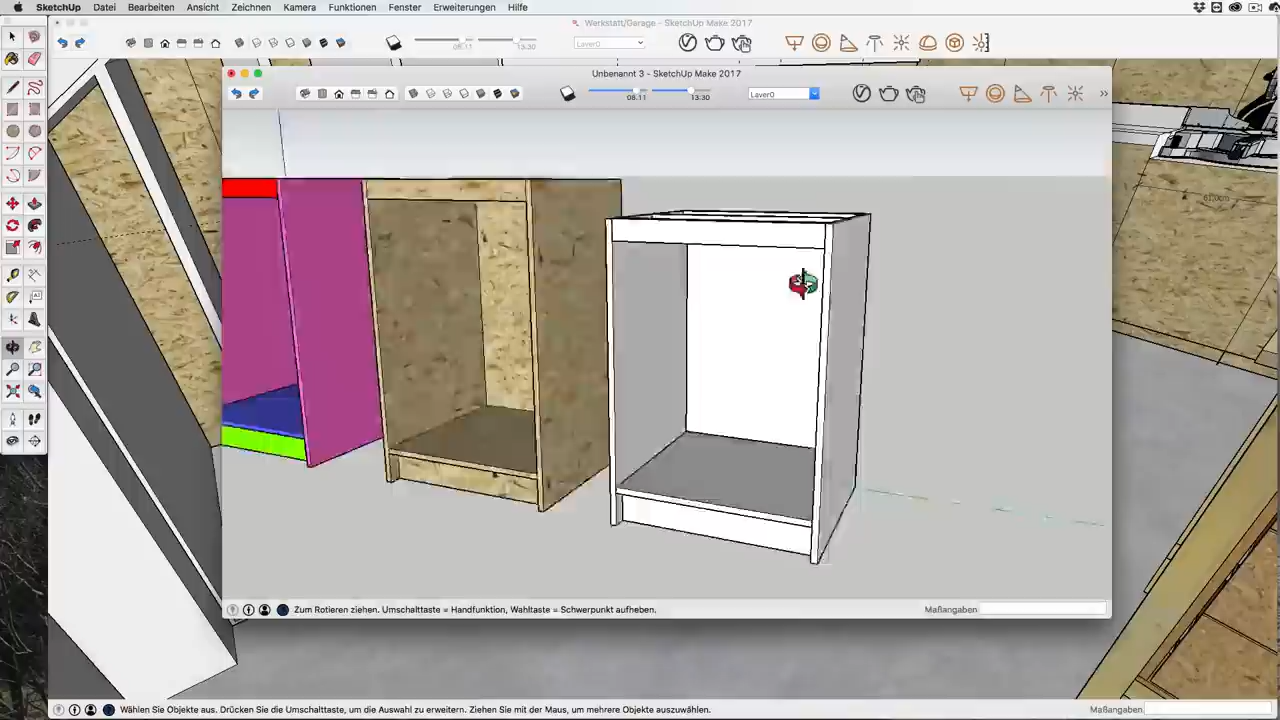 SketchUp Datei Bearbeiten Ansicht Zeichnen Kamera Funktionen Fenster Erweiterungen Hilfe
Werkstatt/Garage - SketchUp Make 2017
08.11 13:30 Layer0
Unbenannt 3 - SketchUp Make 2017
08.11 13:30 Layer0 »
Zum Rotieren ziehen. Umschalttaste = Handfunktion, Wahltaste = Schwerpunkt aufheben. Maßangaben
Wählen Sie Objekte aus. Drücken Sie die Umschalttaste, um die Auswahl zu erweitern. Ziehen Sie mit der Maus, um mehrere Objekte auszuwählen. Maßangaben